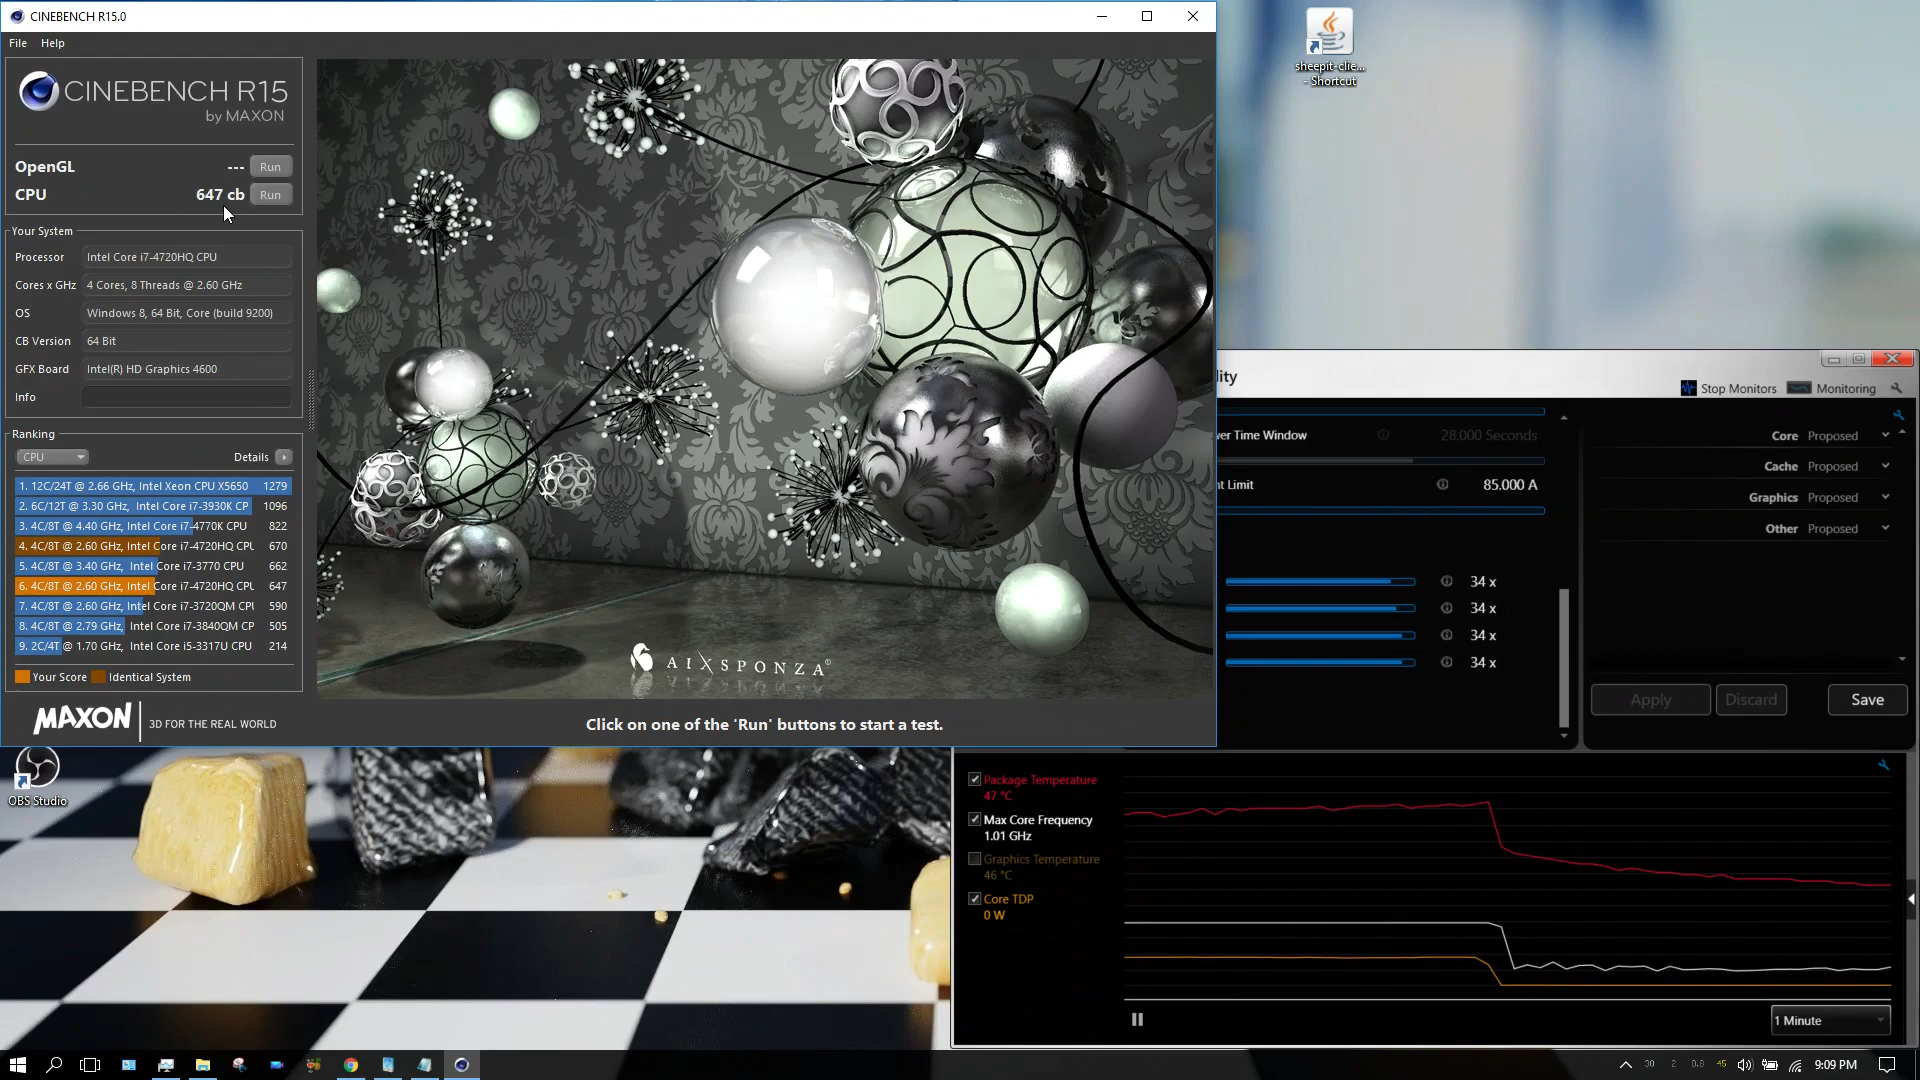 CINEBENCH R15.0
File Help
CINEBENCH R15
by MAXON
OpenGL --- Run
CPU 647 cb Run
Your System
Processor Intel Core i7-4720HQ CPU
Cores x GHz 4 Cores, 8 Threads @ 2.60 GHz
OS Windows 8, 64 Bit, Core (build 9200)
CB Version 64 Bit
GFX Board Intel(R) HD Graphics 4600
Info
Ranking
CPU Details
1. 12C/24T @ 2.66 GHz, Intel Xeon CPU X5650 1279
2. 6C/12T @ 3.30 GHz, Intel Core i7-3930K CP 1096
3. 4C/8T @ 4.40 GHz, Intel Core i7-4770K CPU 822
4. 4C/8T @ 2.60 GHz, Intel Core i7-4720HQ CPU 670
5. 4C/8T @ 3.40 GHz, Intel Core i7-3770 CPU 662
6. 4C/8T @ 2.60 GHz, Intel Core i7-4720HQ CPU 647
7. 4C/8T @ 2.60 GHz, Intel Core i7-3720QM CPU 590
8. 4C/8T @ 2.79 GHz, Intel Core i7-3840QM CP 505
9. 2C/4T @ 1.70 GHz, Intel Core i5-3317U CPU 214
Your Score Identical System
MAXON 3D FOR THE REAL WORLD
AIXSPONZA®
Click on one of the 'Run' buttons to start a test.
sheepit-clie...
- Shortcut
lity
Stop Monitors Monitoring
ver Time Window 28.000 Seconds
nt Limit 85.000 A
34 x
34 x
34 x
34 x
Core Proposed
Cache Proposed
Graphics Proposed
Other Proposed
Apply Discard Save
OBS Studio
Package Temperature
47 °C
Max Core Frequency
1.01 GHz
Graphics Temperature
46 °C
Core TDP
0 W
1 Minute
30 2 0.8 45 9:09 PM